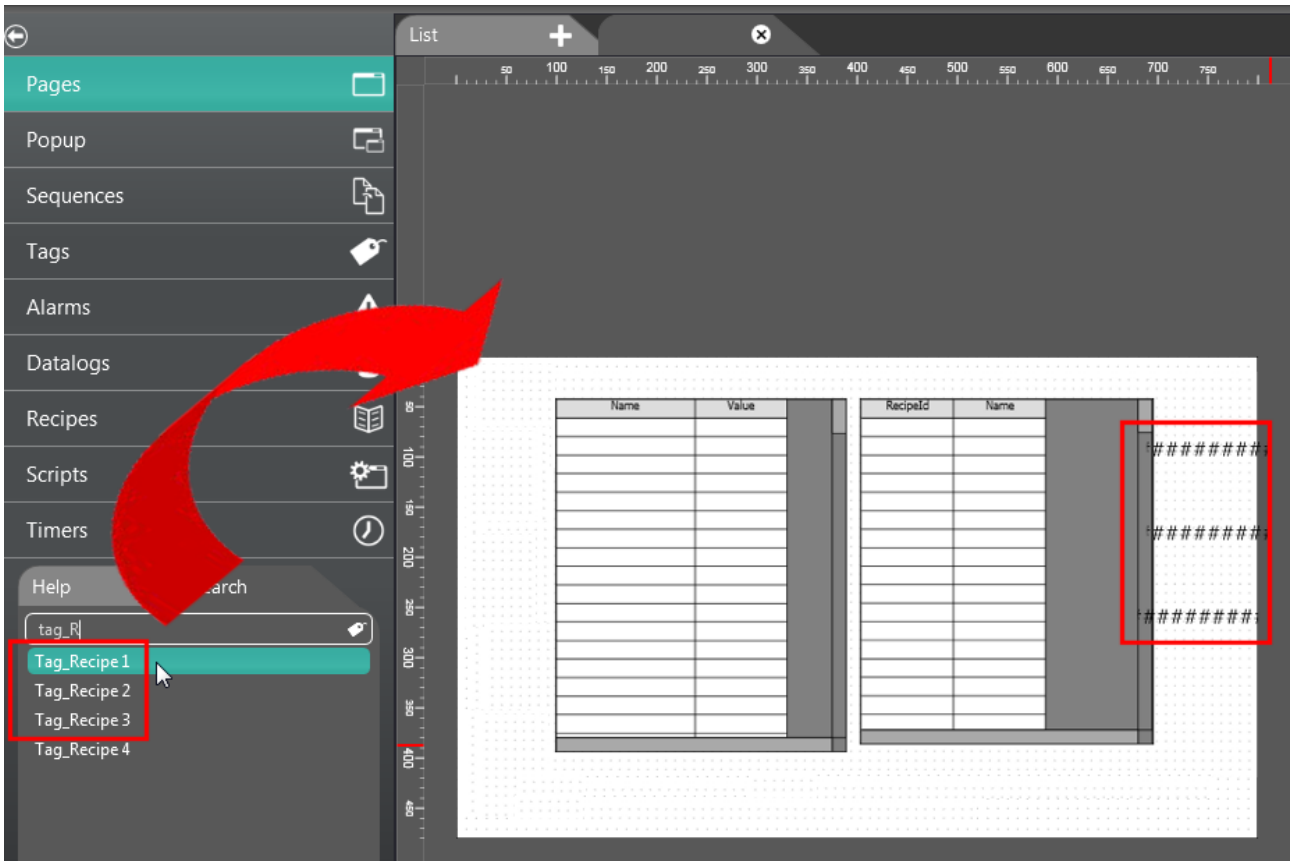 List
Pages
Popup
Sequences
Tags
Alarms
Datalogs
Recipes
Scripts
Timers
Help
arch
tag_R
Tag_Recipe 1
Tag_Recipe 2
Tag_Recipe 3
Tag_Recipe 4
50 100 150 200 250 300 350 400 450 500 550 600 650 700 750
50
100
150
200
250
300
350
400
450
Name Value
RecipeId Name
#########
#########
#########